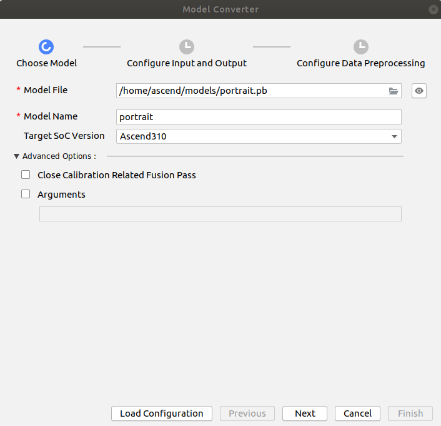 Model Converter
Choose Model Configure Input and Output Configure Data Preprocessing
* Model File /home/ascend/models/portrait.pb
* Model Name portrait
Target SoC Version Ascend310
Advanced Options :
Close Calibration Related Fusion Pass
Arguments
Load Configuration Previous Next Cancel Finish